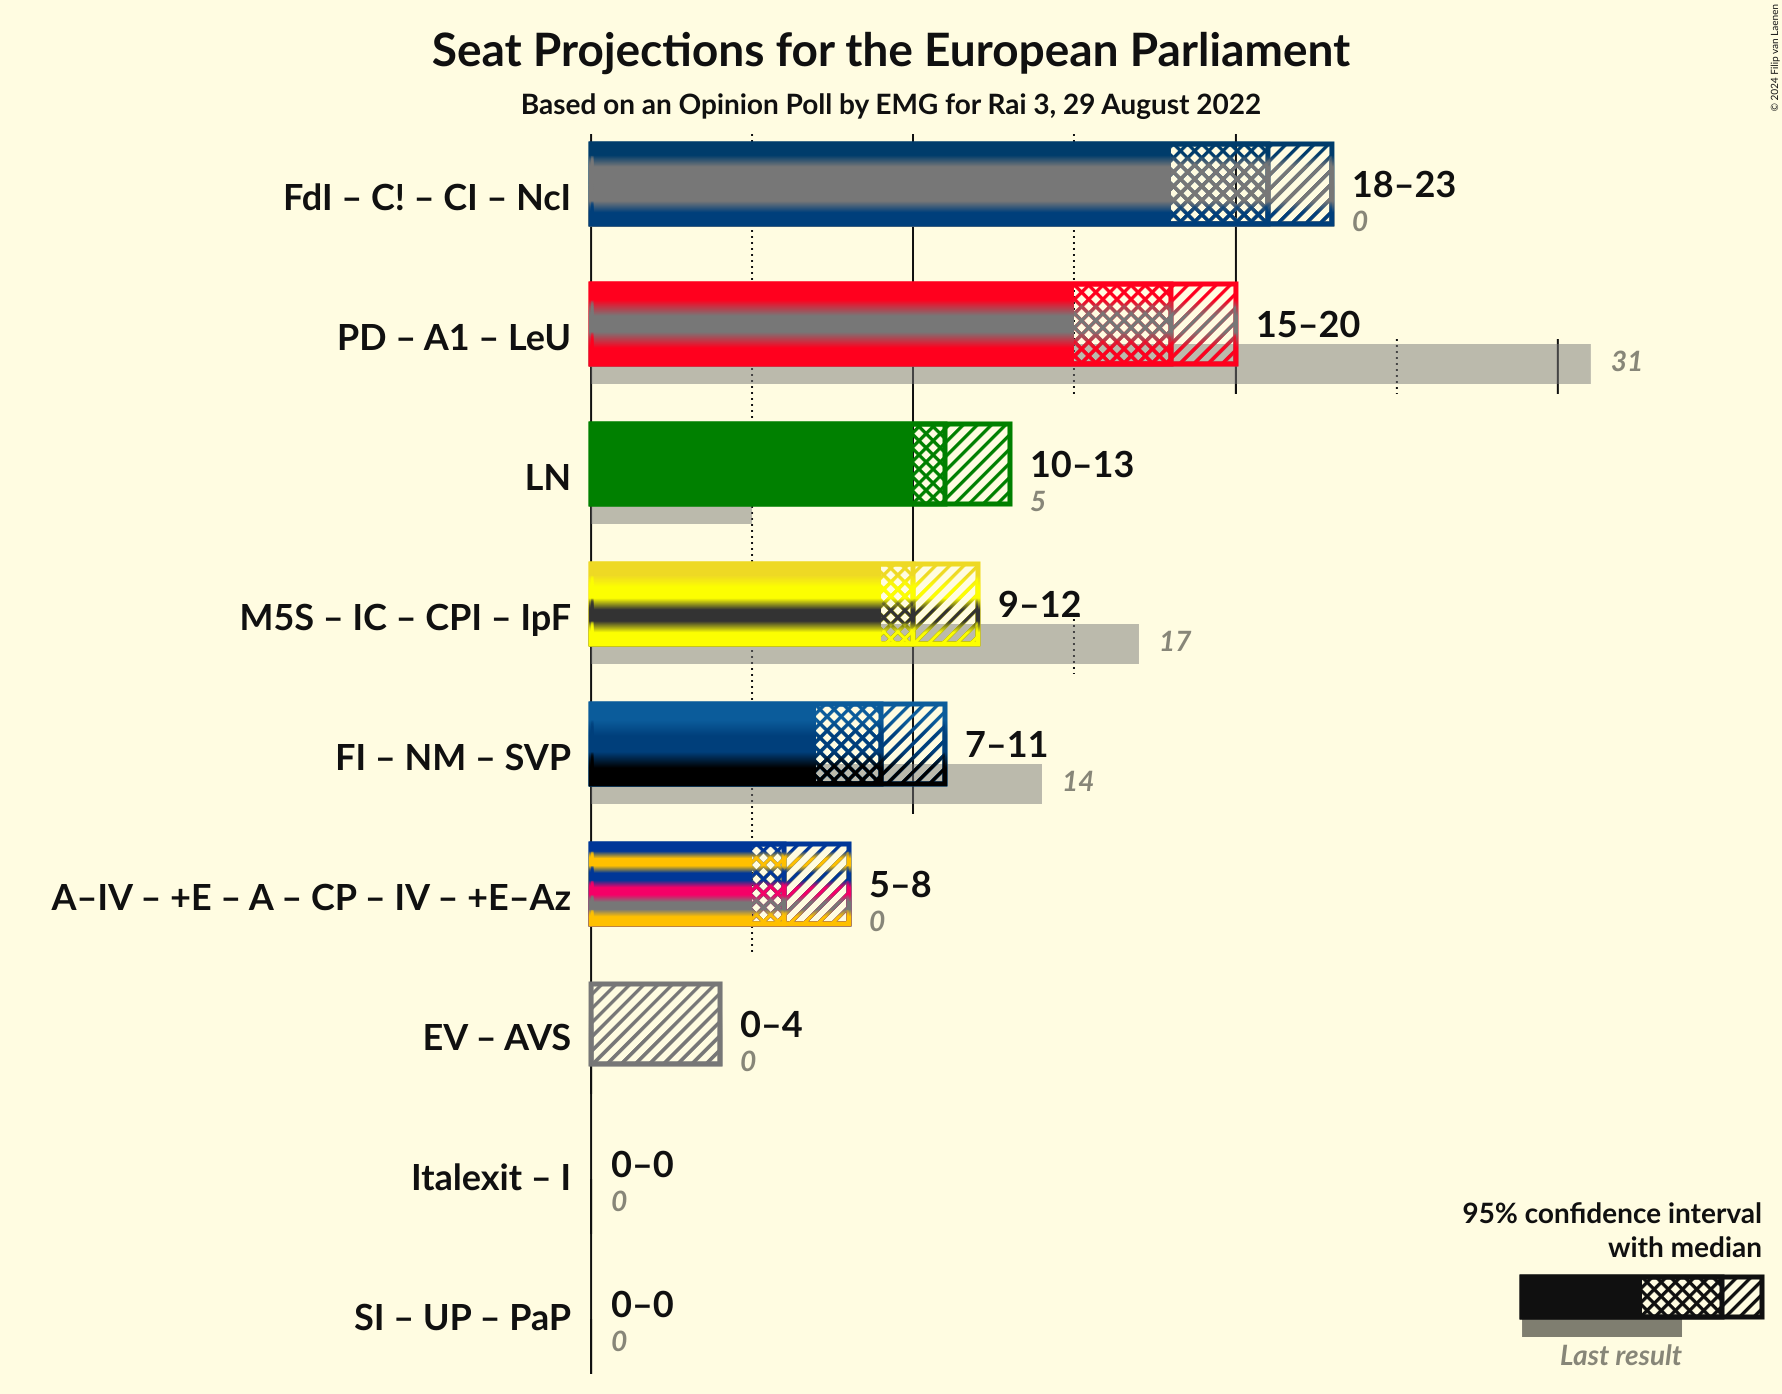 Seat Projections for the European Parliament
Based on an Opinion Poll by EMG for Rai 3, 29 August 2022
© 2024 Filip van Laenen
FdI – C! – CI – NcI
18–23
0
PD – A1 – LeU
15–20
31
LN
10–13
5
M5S – IC – CPI – IpF
9–12
17
FI – NM – SVP
7–11
14
A–IV – +E – A – CP – IV – +E–Az
5–8
0
EV – AVS
0–4
0
Italexit – I
0–0
0
SI – UP – PaP
0–0
0
95% confidence interval
with median
Last result